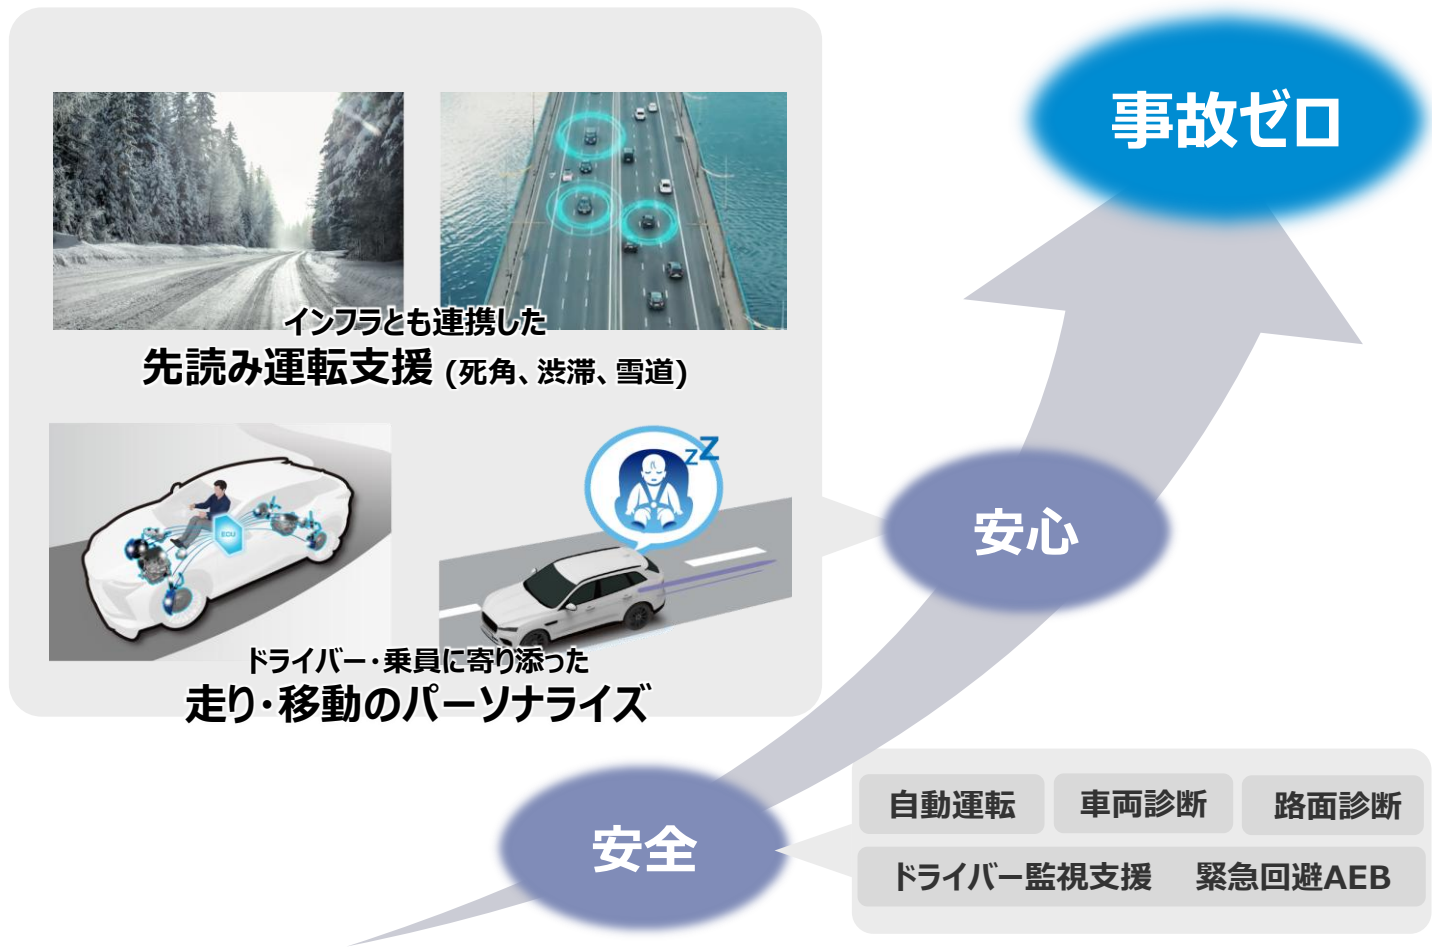 事故ゼロ
インフラとも連携した
先読み運転支援 (死角、渋滞、雪道)
ECU
zZ
ドライバー・乗員に寄り添った
走り・移動のパーソナライズ
安心
安全
自動運転 車両診断 路面診断
ドライバー監視支援 緊急回避AEB